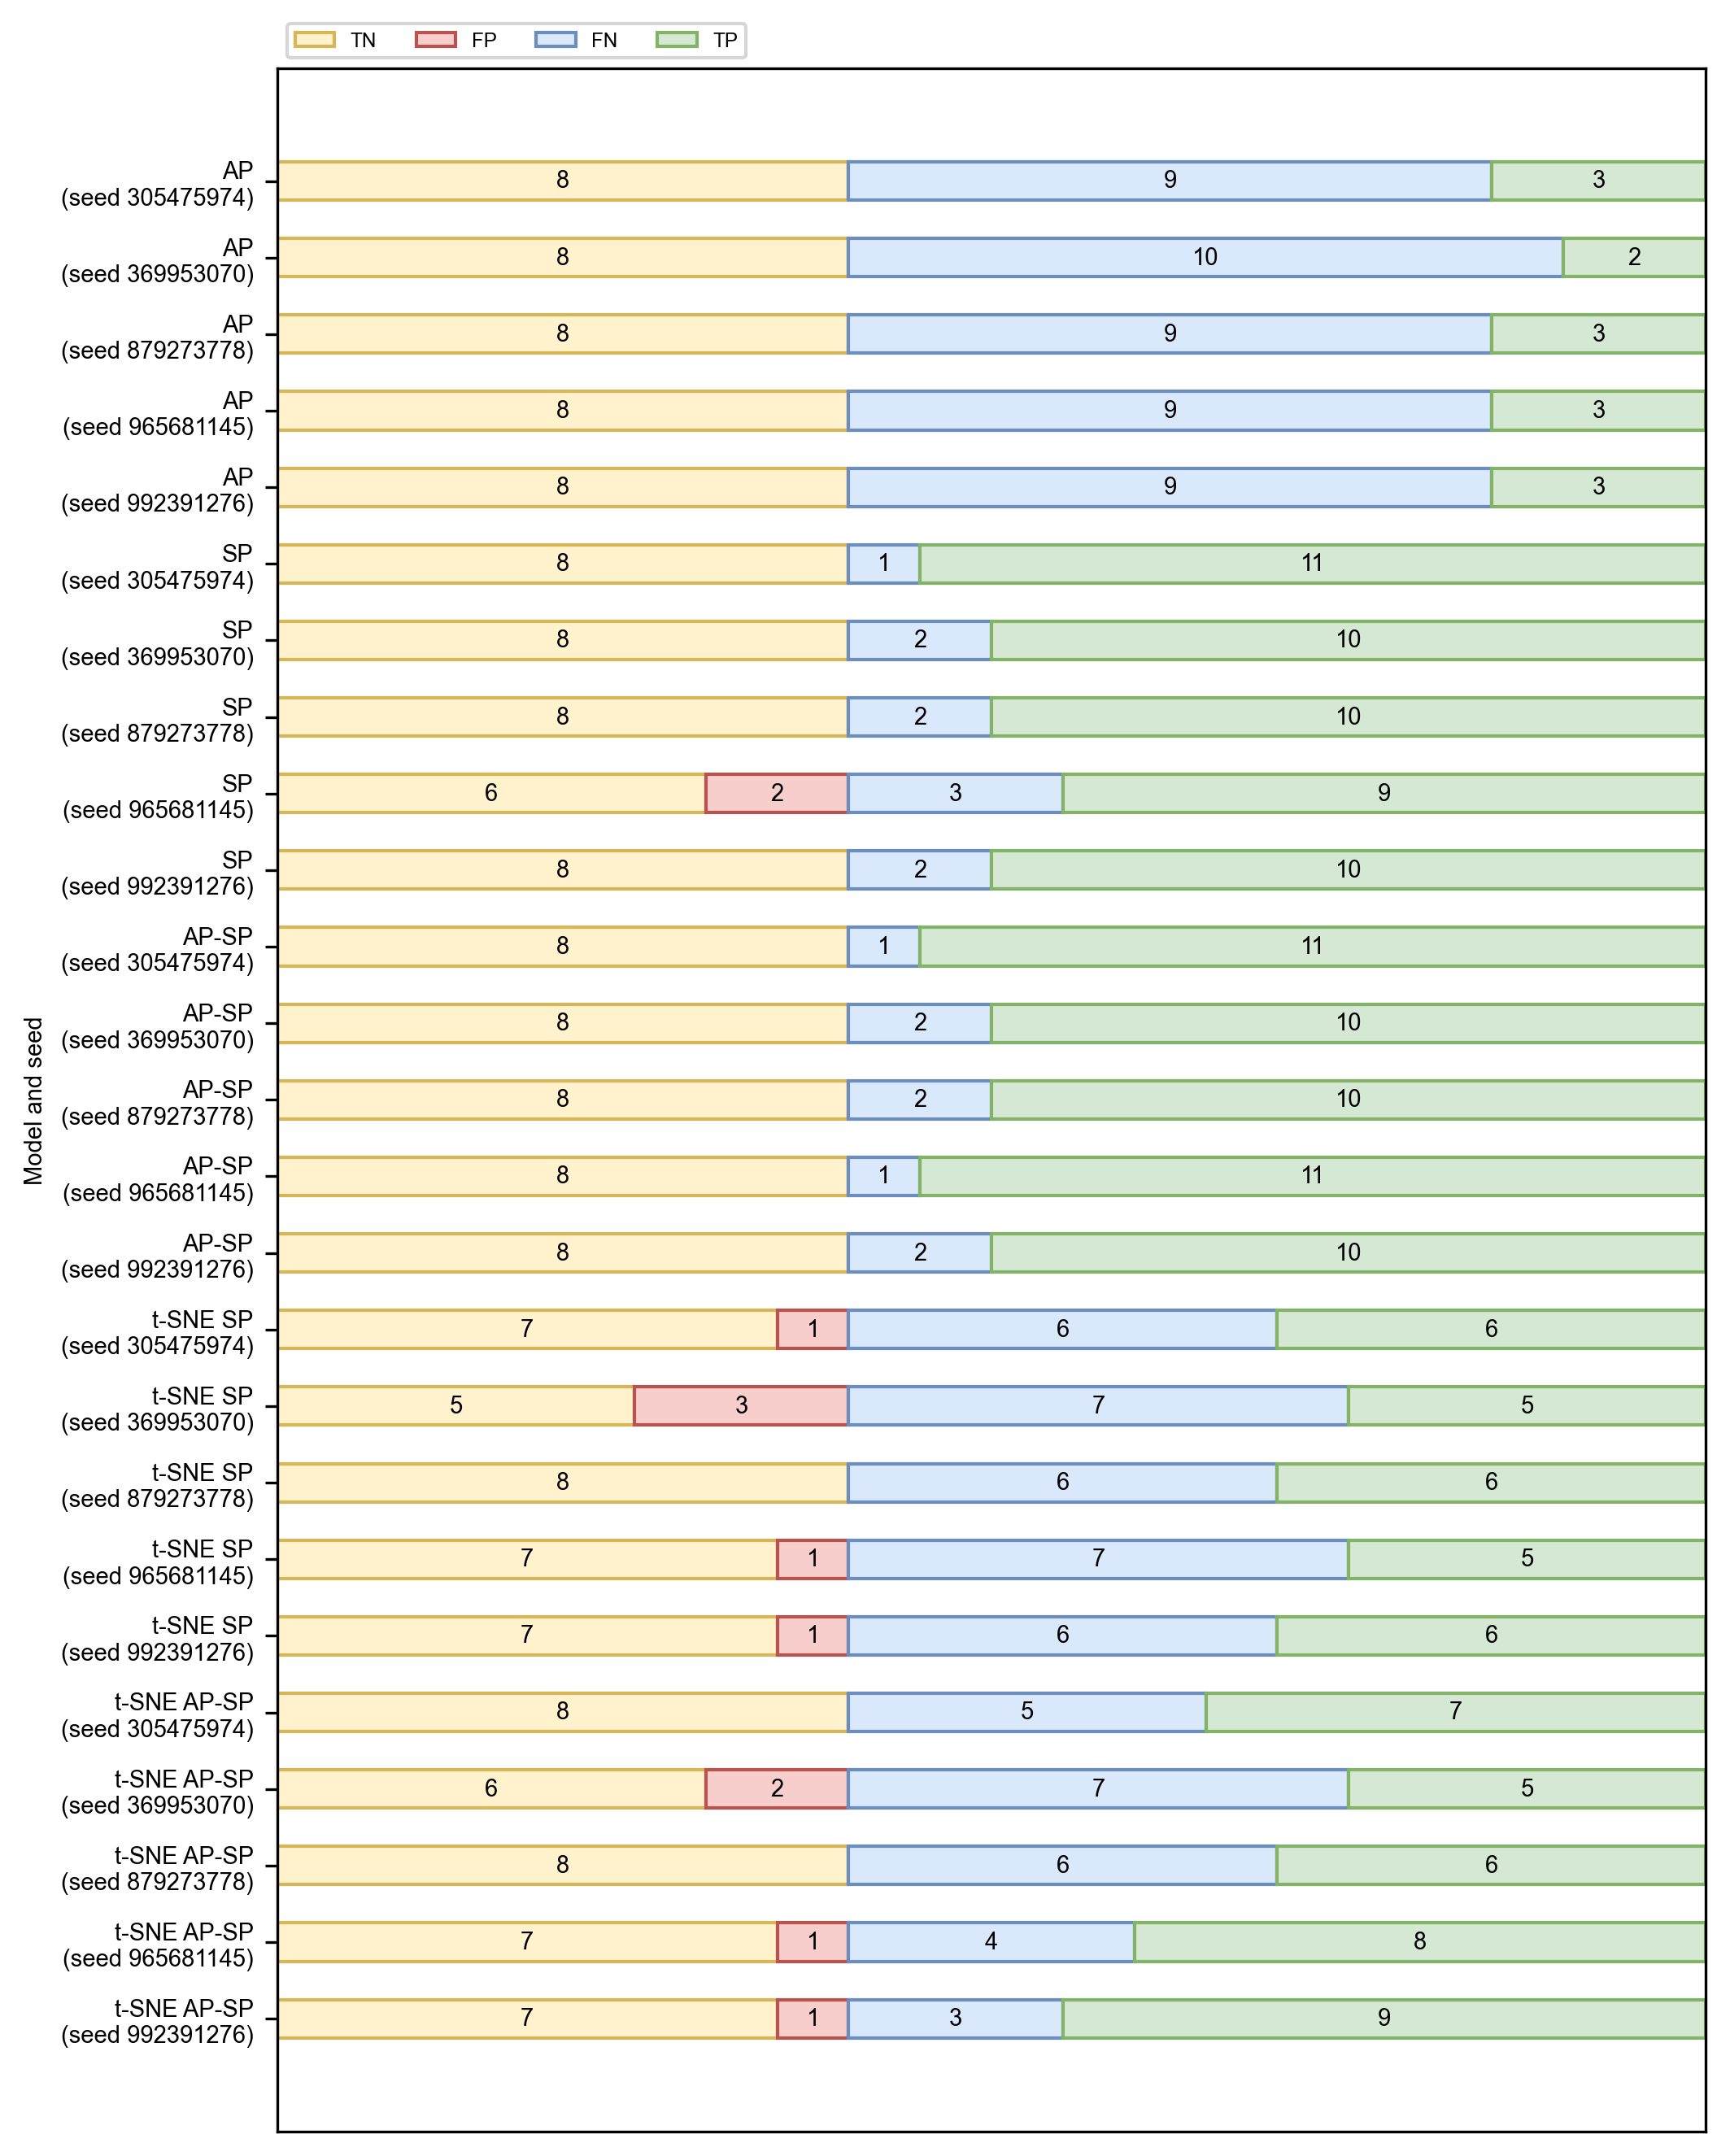 TN FP FN TP
AP
(seed 305475974)
8 9 3
AP
(seed 369953070)
8 10 2
AP
(seed 879273778)
8 9 3
AP
(seed 965681145)
8 9 3
AP
(seed 992391276)
8 9 3
SP
(seed 305475974)
8 1 11
SP
(seed 369953070)
8 2 10
SP
(seed 879273778)
8 2 10
SP
(seed 965681145)
6 2 3 9
SP
(seed 992391276)
8 2 10
AP-SP
(seed 305475974)
8 1 11
AP-SP
(seed 369953070)
8 2 10
AP-SP
(seed 879273778)
8 2 10
AP-SP
(seed 965681145)
8 1 11
AP-SP
(seed 992391276)
8 2 10
t-SNE SP
(seed 305475974)
7 1 6 6
t-SNE SP
(seed 369953070)
5 3 7 5
t-SNE SP
(seed 879273778)
8 6 6
t-SNE SP
(seed 965681145)
7 1 7 5
t-SNE SP
(seed 992391276)
7 1 6 6
t-SNE AP-SP
(seed 305475974)
8 5 7
t-SNE AP-SP
(seed 369953070)
6 2 7 5
t-SNE AP-SP
(seed 879273778)
8 6 6
t-SNE AP-SP
(seed 965681145)
7 1 4 8
t-SNE AP-SP
(seed 992391276)
7 1 3 9
Model and seed